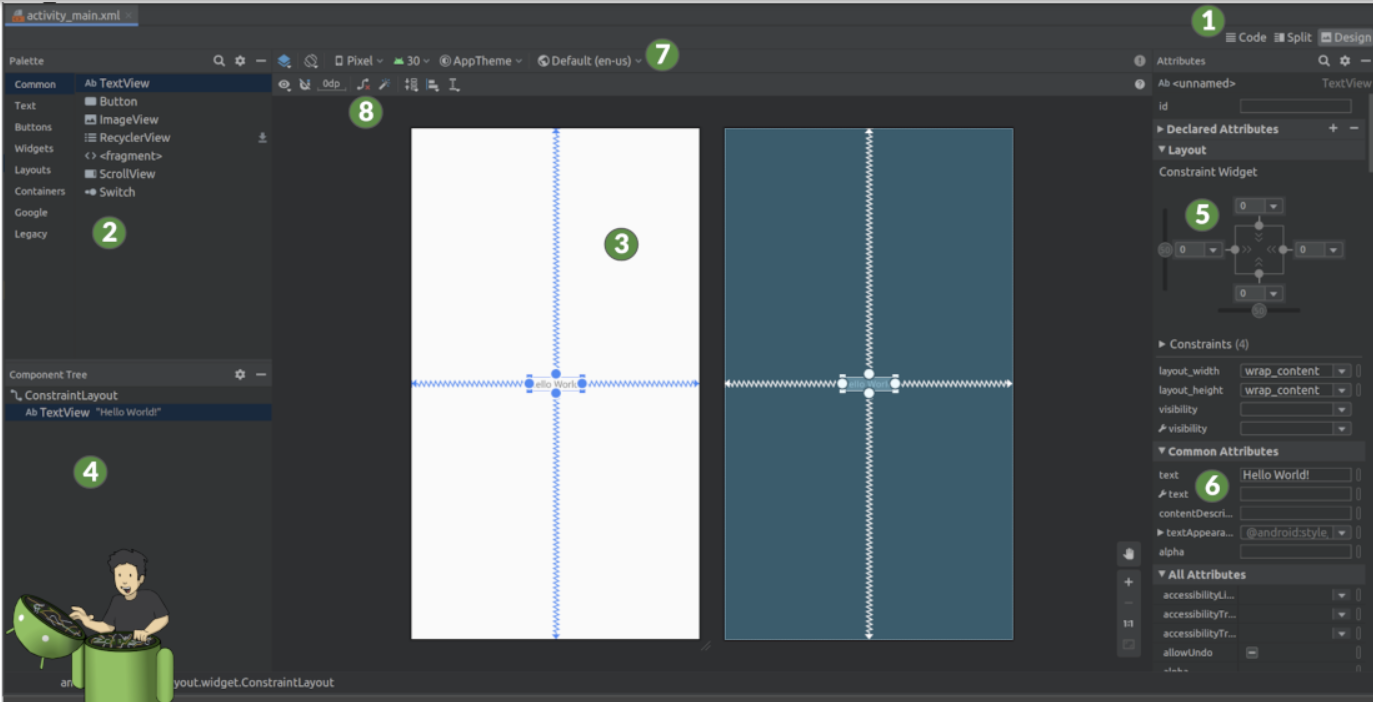 activity_main.xml
1
Code Split Design
Palette
Pixel 30 AppTheme Default (en-us) 7
Attributes
Common
Text
Buttons
Widgets
Layouts
Containers
Google
Legacy
Ab TextView
Button
ImageView
RecyclerView
<fragment>
ScrollView
Switch
2
0dp
8
3
Ab <unnamed> TextView
id
Declared Attributes
Layout
Constraint Widget
5
0
0 0
0
50
50
Constraints (4)
layout_width wrap_content
layout_height wrap_content
visibility
visibility
Common Attributes
text Hello World!
6
text
contentDescri...
textAppeara... @android:style
alpha
All Attributes
accessibilityLi...
accessibilityTr...
accessibilityTr...
allowUndo
alpha
Component Tree
ConstraintLayout
Ab TextView "Hello World!"
4
ello World
1:1
an yout.widget.ConstraintLayout